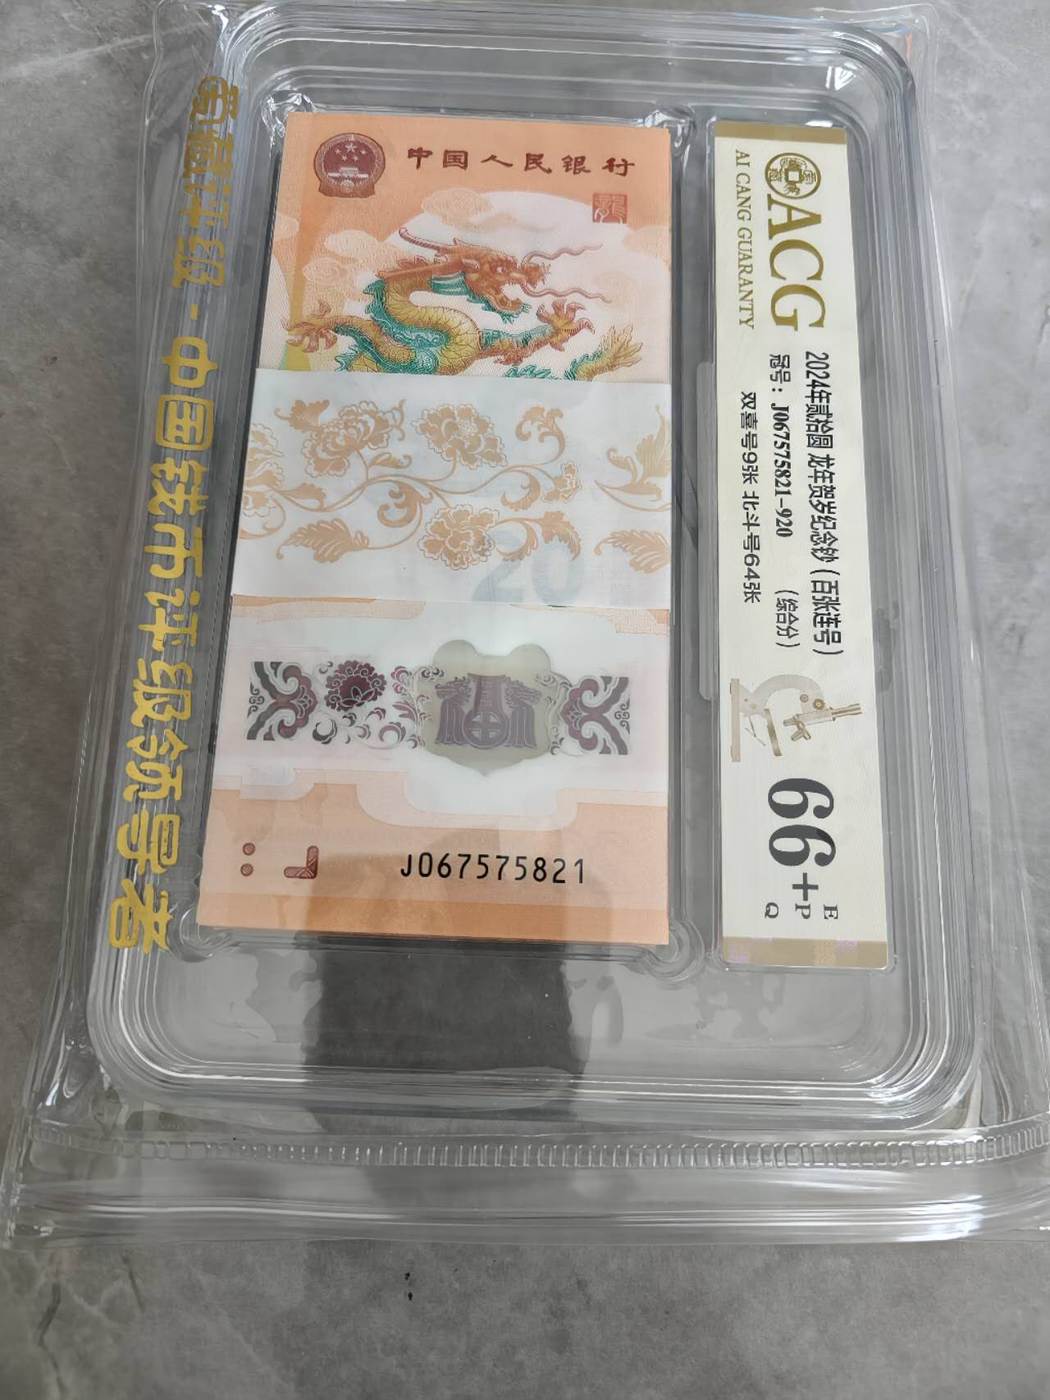 中国人民银行
20
J067575821
ACG
AI CANG GUARANTY
2024年贰拾圆 龙年贺岁纪念钞 (百张连号)
冠号：J067575821-920 (综合分)
双喜号9张 北斗号64张
66+
E
P
Q
爱藏评级-中国钱币评级领导者